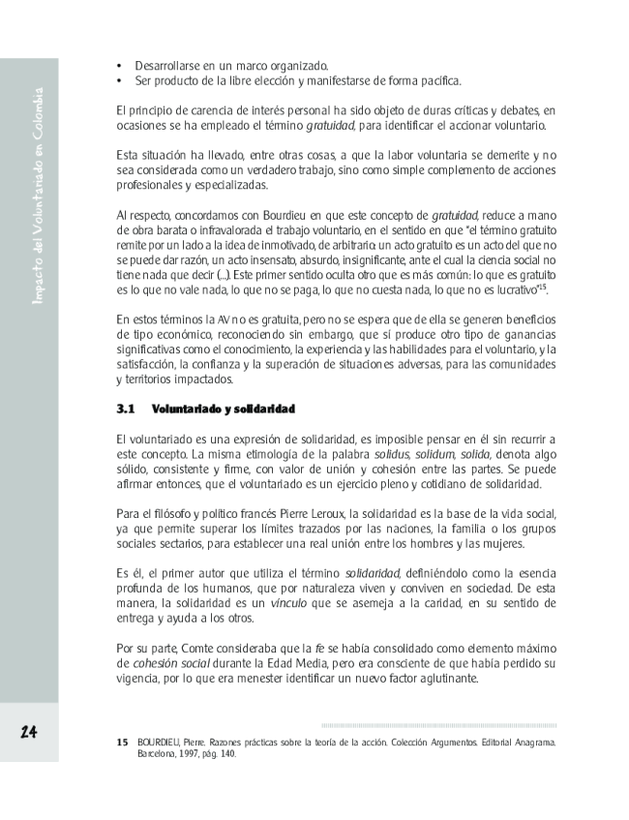 • Desarrollarse en un marco organizado.
• Ser producto de la libre elección y manifestarse de forma pacífica.
El principio de carencia de interés personal ha sido objeto de duras críticas y debates, en
ocasiones se ha empleado el término gratuidad, para identificar el accionar voluntario.
Esta situación ha llevado, entre otras cosas, a que la labor voluntaria se demerite y no
sea considerada como un verdadero trabajo, sino como simple complemento de acciones
profesionales y especializadas.
Al respecto, concordamos con Bourdieu en que este concepto de gratuidad, reduce a mano
de obra barata o infravalorada el trabajo voluntario, en el sentido en que "el término gratuito
remite por un lado a la idea de inmotivado, de arbitrario: un acto gratuito es un acto del que no
se puede dar razón, un acto insensato, absurdo, insignificante, ante el cual la ciencia social no
tiene nada que decir (...). Este primer sentido oculta otro que es más común: lo que es gratuito
es lo que no vale nada, lo que no se paga, lo que no cuesta nada, lo que no es lucrativo"15.
En estos términos la AV no es gratuita, pero no se espera que de ella se generen beneficios
de tipo económico, reconociendo sin embargo, que sí produce otro tipo de ganancias
significativas como el conocimiento, la experiencia y las habilidades para el voluntario, y la
satisfacción, la confianza y la superación de situaciones adversas, para las comunidades
y territorios impactados.
3.1 Voluntariado y solidaridad
El voluntariado es una expresión de solidaridad, es imposible pensar en él sin recurrir a
este concepto. La misma etimología de la palabra solidus, solidum, solida, denota algo
sólido, consistente y firme, con valor de unión y cohesión entre las partes. Se puede
afirmar entonces, que el voluntariado es un ejercicio pleno y cotidiano de solidaridad.
Para el filósofo y político francés Pierre Leroux, la solidaridad es la base de la vida social,
ya que permite superar los límites trazados por las naciones, la familia o los grupos
sociales sectarios, para establecer una real unión entre los hombres y las mujeres.
Es él, el primer autor que utiliza el término solidaridad, definiéndolo como la esencia
profunda de los humanos, que por naturaleza viven y conviven en sociedad. De esta
manera, la solidaridad es un vínculo que se asemeja a la caridad, en su sentido de
entrega y ayuda a los otros.
Por su parte, Comte consideraba que la fe se había consolidado como elemento máximo
de cohesión social durante la Edad Media, pero era consciente de que había perdido su
vigencia, por lo que era menester identificar un nuevo factor aglutinante.
15 BOURDIEU, Pierre. Razones prácticas sobre la teoría de la acción. Colección Argumentos. Editorial Anagrama.
Barcelona, 1997, pág. 140.
Impacto del Voluntariado en Colombia
24